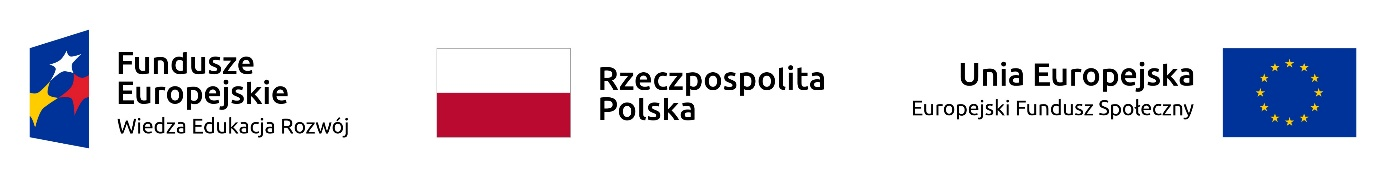 Fundusze
Europejskie
Wiedza Edukacja Rozwój
Rzeczpospolita
Polska
Unia Europejska
Europejski Fundusz Społeczny